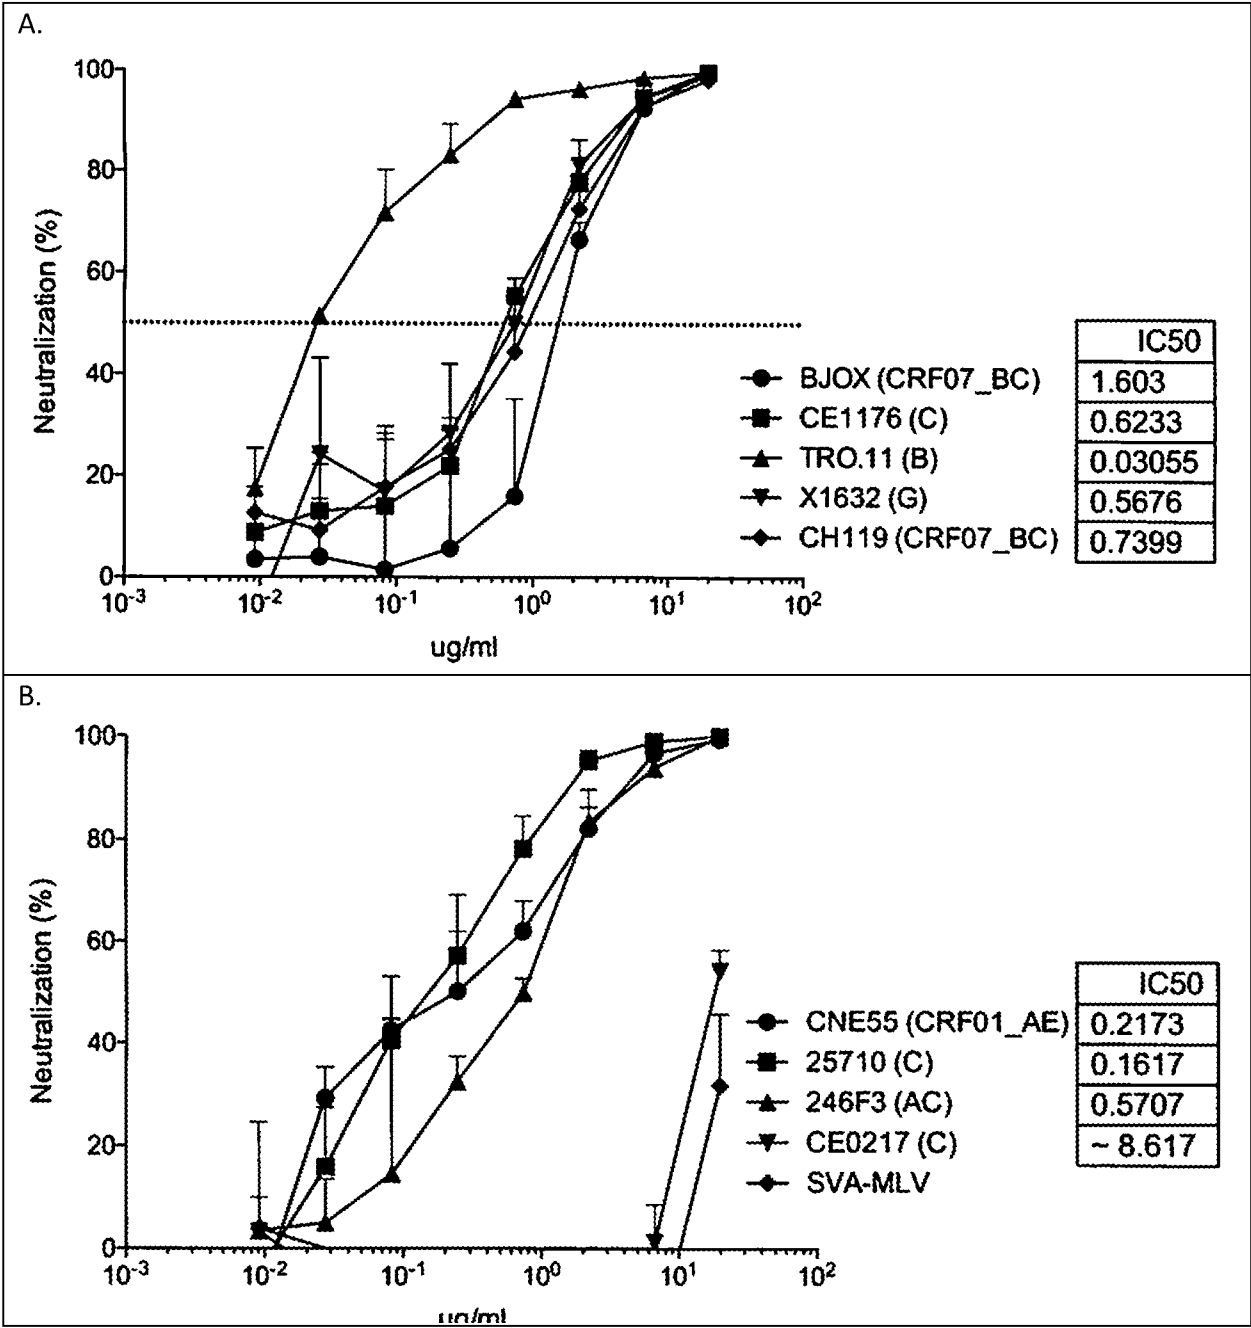 A.
100
80
60
40
20
0
Neutralization (%)
10-3 10-2 10-1 100 101 102
ug/ml
BJOX (CRF07_BC)
CE1176 (C)
TRO.11 (B)
X1632 (G)
CH119 (CRF07_BC)
IC50
1.603
0.6233
0.03055
0.5676
0.7399
B.
100
80
60
40
20
0
Neutralization (%)
10-3 10-2 10-1 100 101 102
ug/ml
CNE55 (CRF01_AE)
25710 (C)
246F3 (AC)
CE0217 (C)
SVA-MLV
IC50
0.2173
0.1617
0.5707
~ 8.617